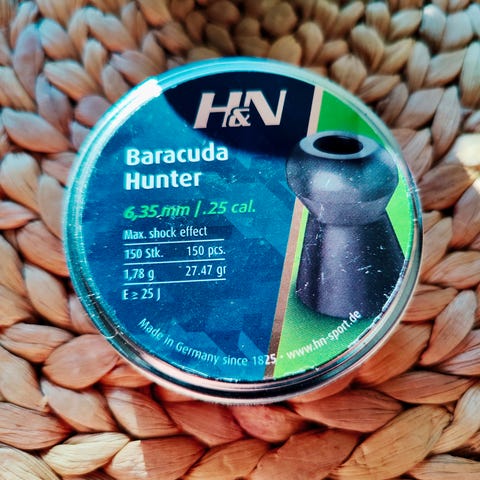 H&N
Baracuda
Hunter
6,35 mm | .25 cal.
Max. shock effect
150 Stk. 150 pcs.
1,78 g 27.47 gr
E ≥ 25 J
Made in Germany since 1825 • www.hn-sport.de